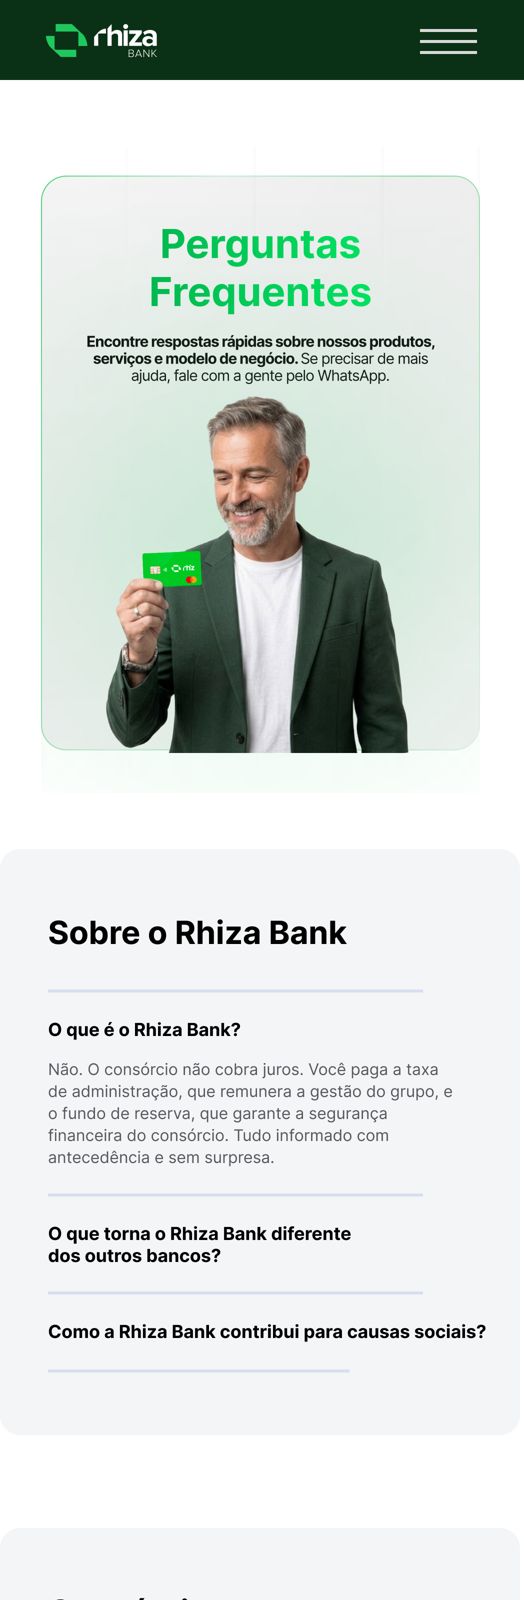 rhiza
BANK
Perguntas
Frequentes
Encontre respostas rápidas sobre nossos produtos,
serviços e modelo de negócio. Se precisar de mais
ajuda, fale com a gente pelo WhatsApp.
Sobre o Rhiza Bank
O que é o Rhiza Bank?
Não. O consórcio não cobra juros. Você paga a taxa
de administração, que remunera a gestão do grupo, e
o fundo de reserva, que garante a segurança
financeira do consórcio. Tudo informado com
antecedência e sem surpresa.
O que torna o Rhiza Bank diferente
dos outros bancos?
Como a Rhiza Bank contribui para causas sociais?